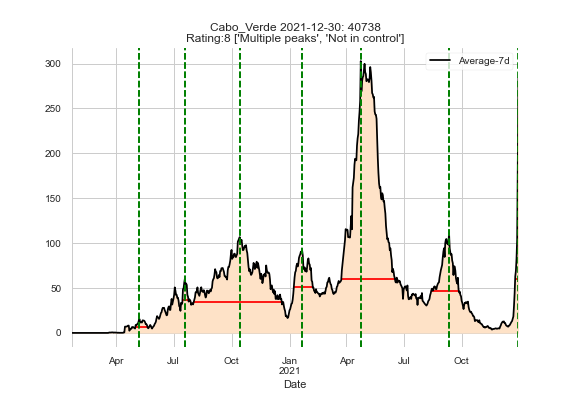 Cabo_Verde 2021-12-30: 40738
Rating:8 ['Multiple peaks', 'Not in control']
Average-7d
300
250
200
150
100
50
0
Apr Jul Oct Jan Apr Jul Oct
2021
Date